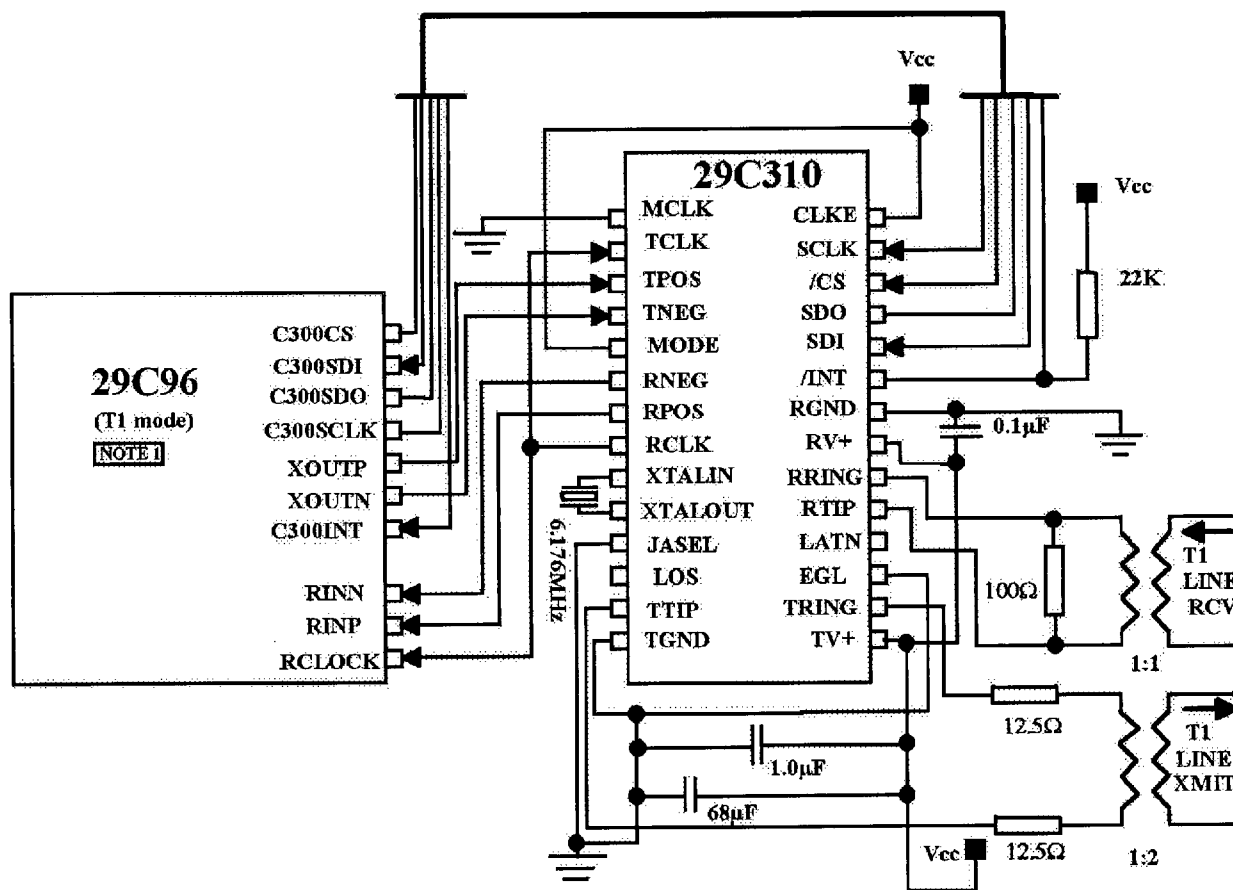 Vcc
29C310
MCLK
TCLK
TPOS
TNEG
MODE
RNEG
RPOS
RCLK
XTALIN
XTALOUT
JASEL
LOS
TTIP
TGND
CLKE
SCLK
/CS
SDO
SDI
/INT
RGND
RV+
RRING
RTIP
LATN
EGL
TRING
TV+
Vcc
22K
29C96
(T1 mode)
NOTE 1
C300CS
C300SDI
C300SDO
C300SCLK
XOUTP
XOUTN
C300INT
RINN
RINP
RCLOCK
6.176MHz
0.1µF
100Ω
T1
LINE
RCV
1:1
12.5Ω
T1
LINE
XMIT
1.0µF
68µF
Vcc
12.5Ω
1:2